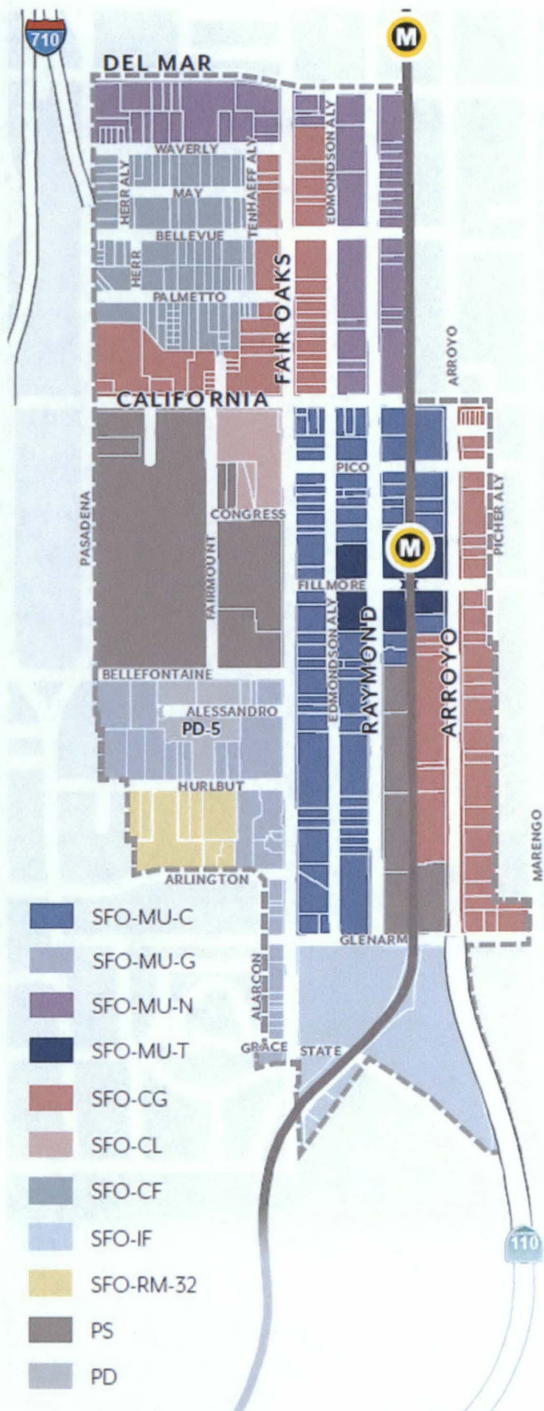 710
M
DEL MAR
WAVERLY
HERR ALY
MAY
TENHAEFF ALY
EDMONDSON ALY
BELLEVUE
HERR
PALMETTO
FAIR OAKS
ARROYO
CALIFORNIA
PICO
PASADENA
CONGRESS
M
PICHER ALY
FAIRMOUNT
FILLMORE
EDMONDSON ALY
RAYMOND
ARROYO
BELLEFONTAINE
ALESSANDRO
PD-5
HURLBUT
MARENGO
ARLINGTON
GLENARM
ALARCON
GRACE
STATE
SFO-MU-C
SFO-MU-G
SFO-MU-N
SFO-MU-T
SFO-CG
SFO-CL
SFO-CF
SFO-IF
SFO-RM-32
PS
PD
110